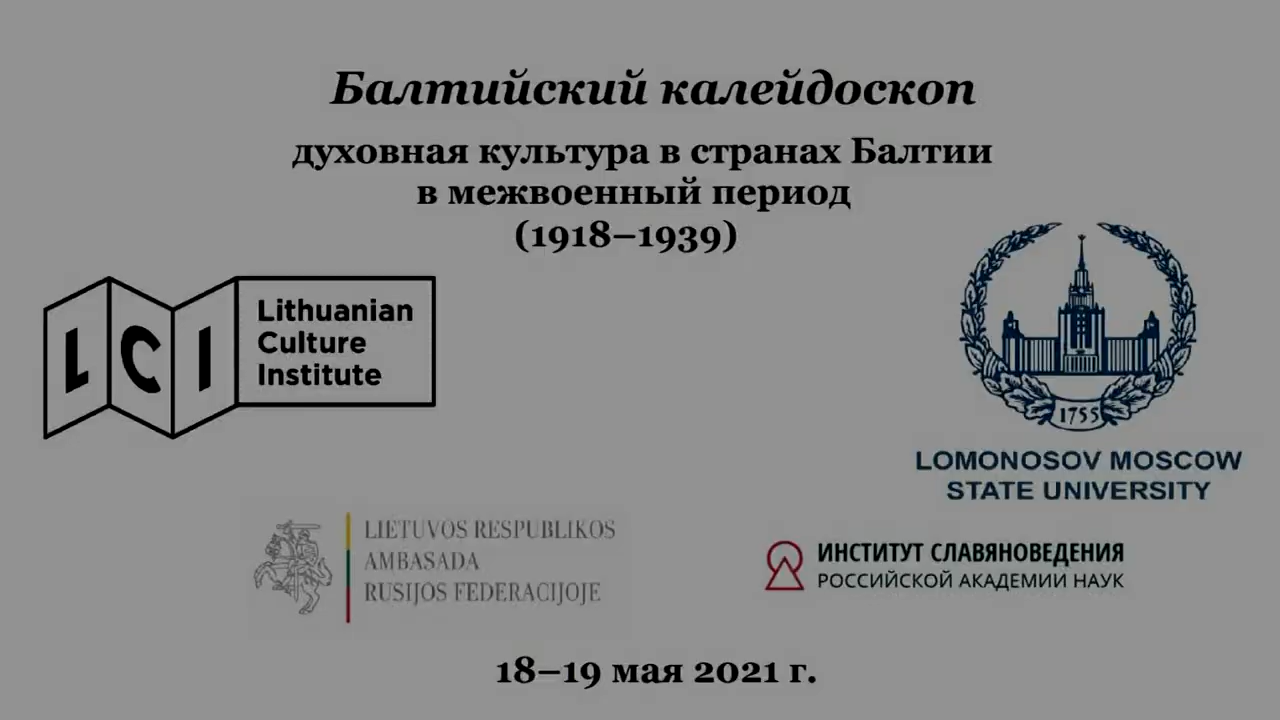 Балтийский калейдоскоп
духовная культура в странах Балтии
в межвоенный период
(1918–1939)
LCI
Lithuanian
Culture
Institute
1755
LOMONOSOV MOSCOW
STATE UNIVERSITY
LIETUVOS RESPUBLIKOS
AMBASADA
RUSIJOS FEDERACIJOJE
ИНСТИТУТ СЛАВЯНОВЕДЕНИЯ
РОССИЙСКОЙ АКАДЕМИИ НАУК
18–19 мая 2021 г.